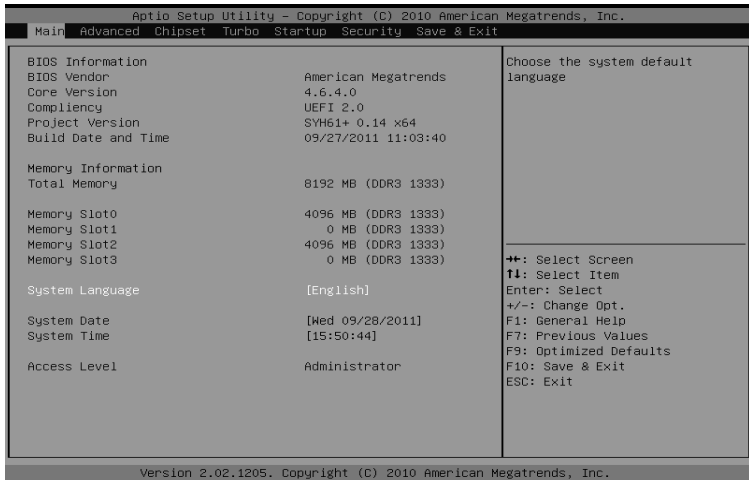 Aptio Setup Utility – Copyright (C) 2010 American Megatrends, Inc.
Main Advanced Chipset Turbo Startup Security Save & Exit
BIOS Information
BIOS Vendor American Megatrends
Core Version 4.6.4.0
Compliency UEFI 2.0
Project Version SYH61+ 0.14 x64
Build Date and Time 09/27/2011 11:03:40
Memory Information
Total Memory 8192 MB (DDR3 1333)
Memory Slot0 4096 MB (DDR3 1333)
Memory Slot1 0 MB (DDR3 1333)
Memory Slot2 4096 MB (DDR3 1333)
Memory Slot3 0 MB (DDR3 1333)
System Language [English]
System Date [Wed 09/28/2011]
System Time [15:50:44]
Access Level Administrator
Choose the system default
language
→←: Select Screen
↑↓: Select Item
Enter: Select
+/-: Change Opt.
F1: General Help
F7: Previous Values
F9: Optimized Defaults
F10: Save & Exit
ESC: Exit
Version 2.02.1205. Copyright (C) 2010 American Megatrends, Inc.